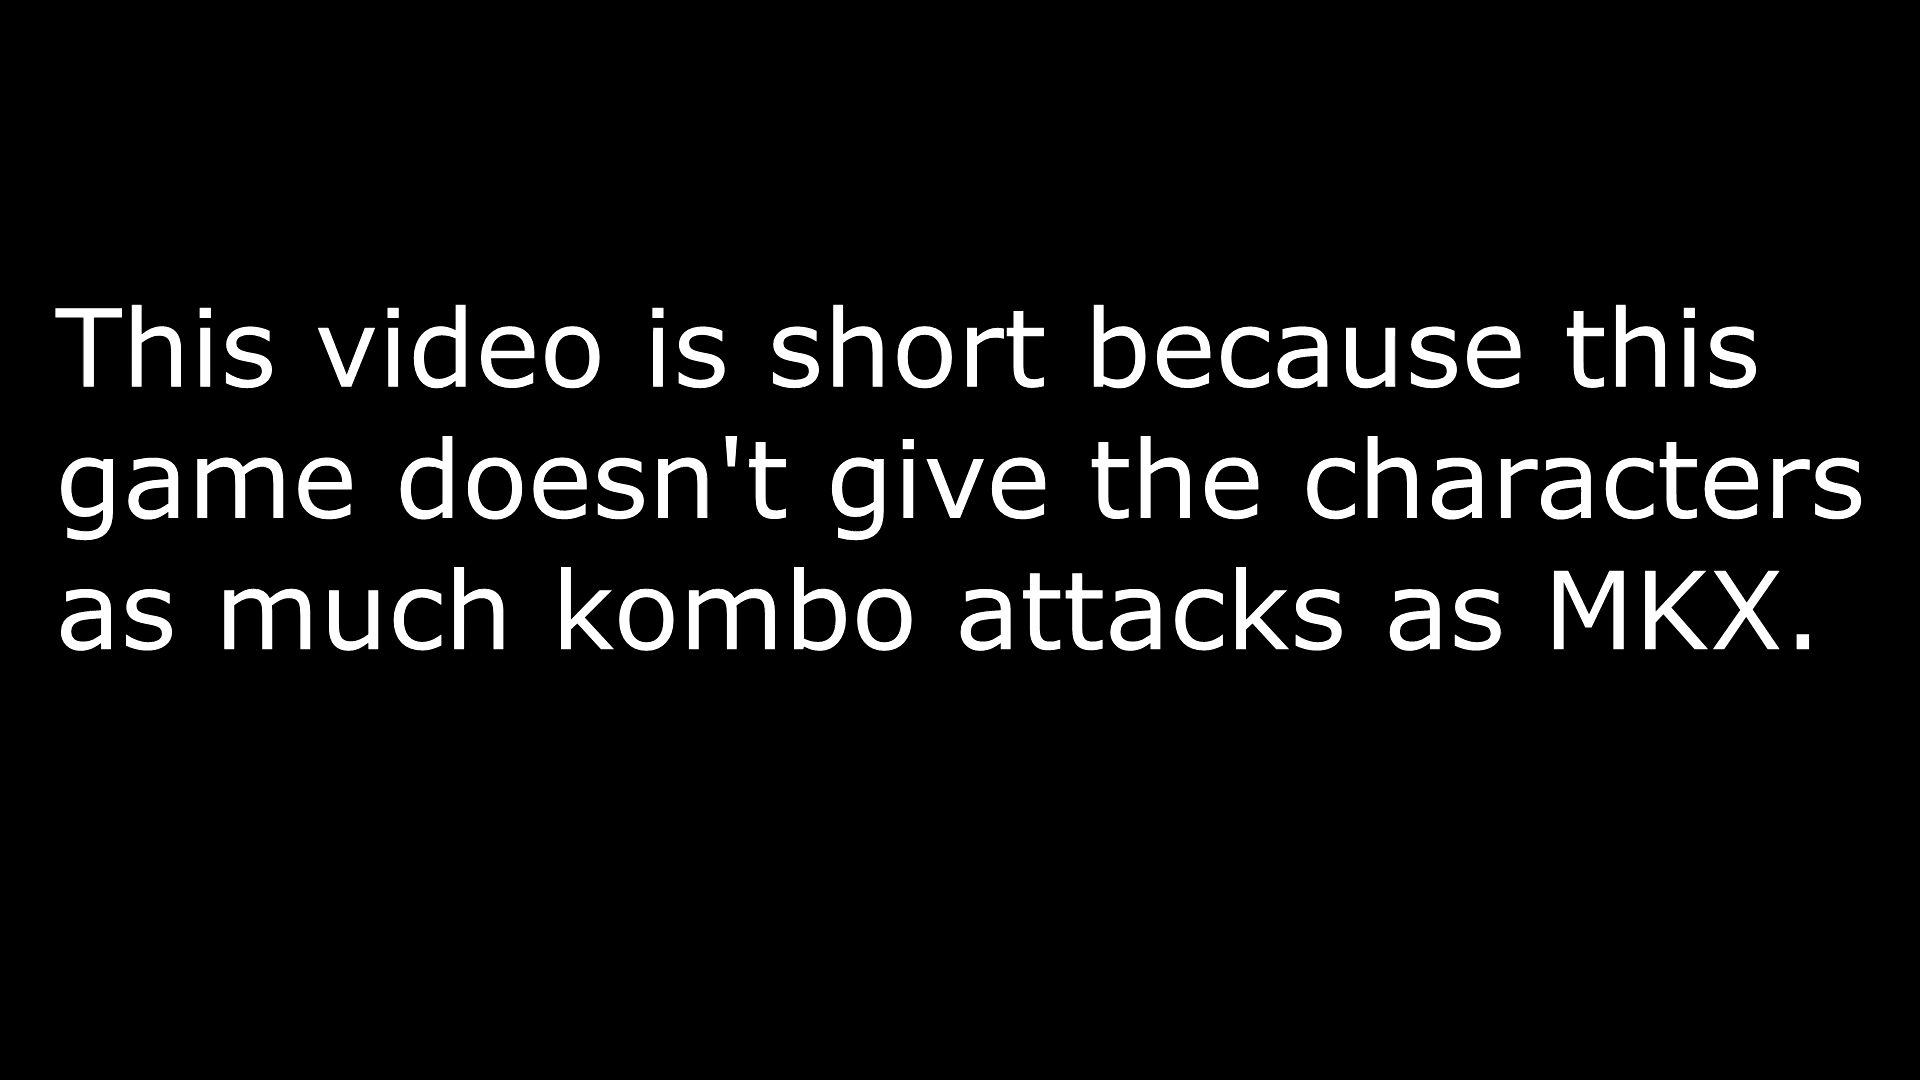 This video is short because this
game doesn't give the characters
as much kombo attacks as MKX.